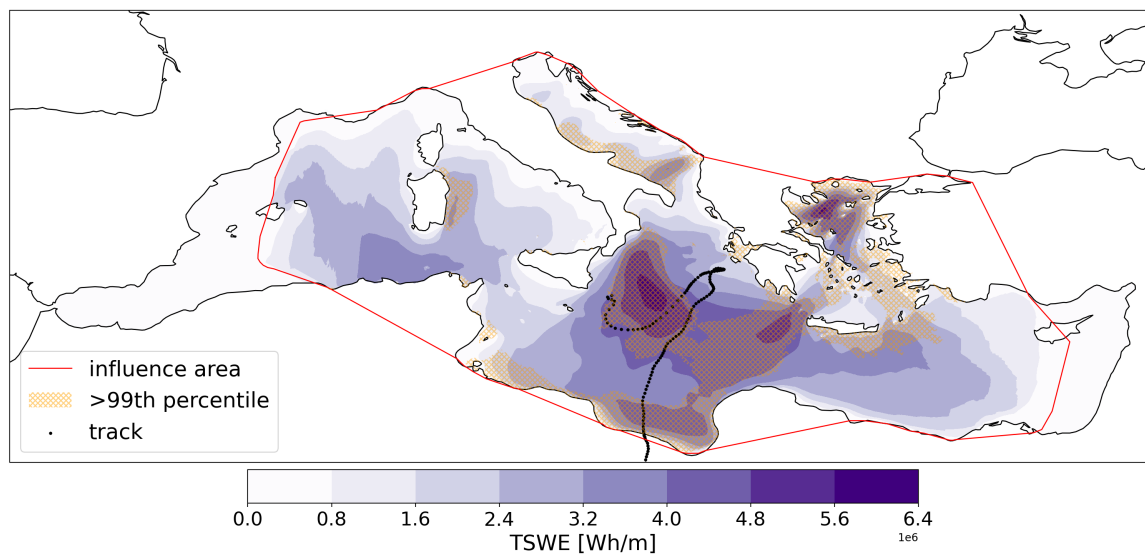 influence area
>99th percentile
track
0.0 0.8 1.6 2.4 3.2 4.0 4.8 5.6 6.4
1e6
TSWE [Wh/m]